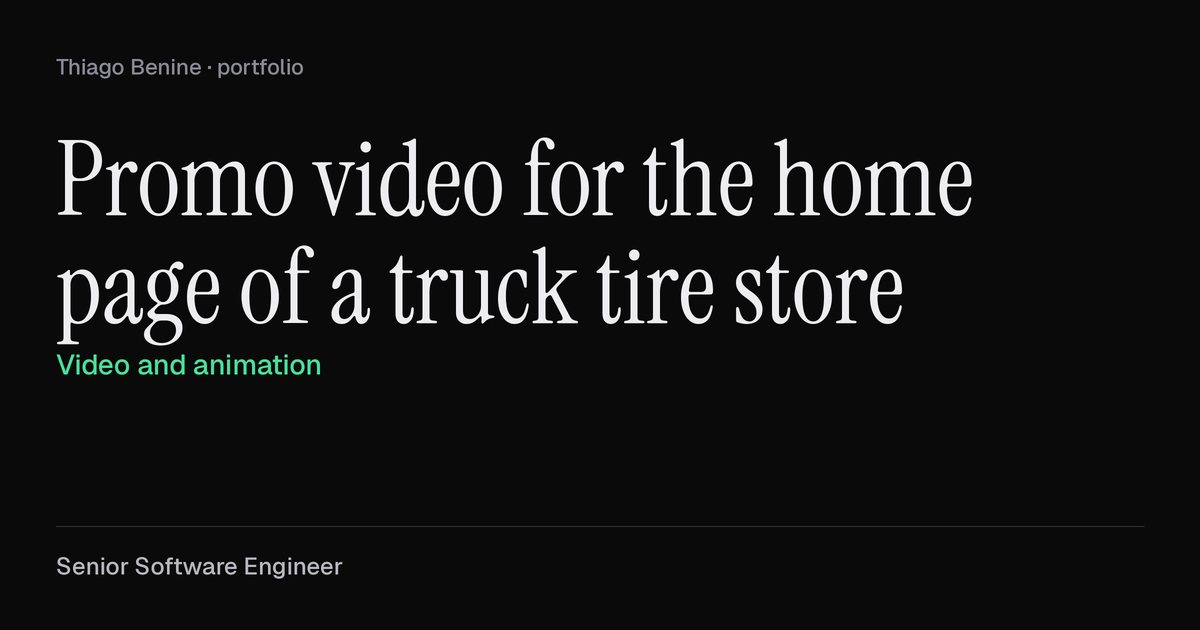 Thiago Benine · portfolio
Promo video for the home
page of a truck tire store
Video and animation
Senior Software Engineer